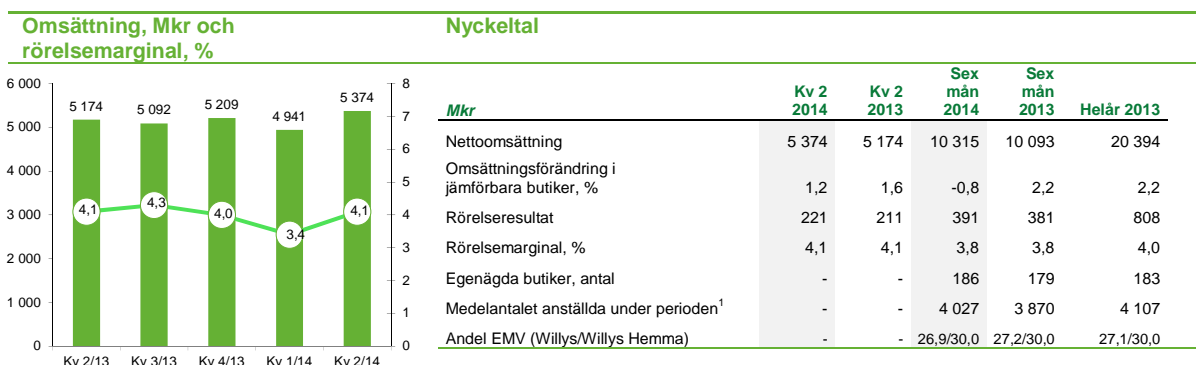 Omsättning, Mkr och
rörelsemarginal, %
6 000
5 000
4 000
3 000
2 000
1 000
0
8
7
6
5
4
3
2
1
0
5 174
5 092
5 209
4 941
5 374
4,1
4,3
4,0
3,4
4,1
Kv 2/13 Kv 3/13 Kv 4/13 Kv 1/14 Kv 2/14
Nyckeltal
Mkr Kv 2 2014 Kv 2 2013 Sex mån 2014 Sex mån 2013 Helår 2013
Nettoomsättning 5 374 5 174 10 315 10 093 20 394
Omsättningsförändring i
jämförbara butiker, % 1,2 1,6 -0,8 2,2 2,2
Rörelseresultat 221 211 391 381 808
Rörelsemarginal, % 4,1 4,1 3,8 3,8 4,0
Egenägda butiker, antal - - 186 179 183
Medelantalet anställda under perioden1 - - 4 027 3 870 4 107
Andel EMV (Willys/Willys Hemma) - - 26,9/30,0 27,2/30,0 27,1/30,0